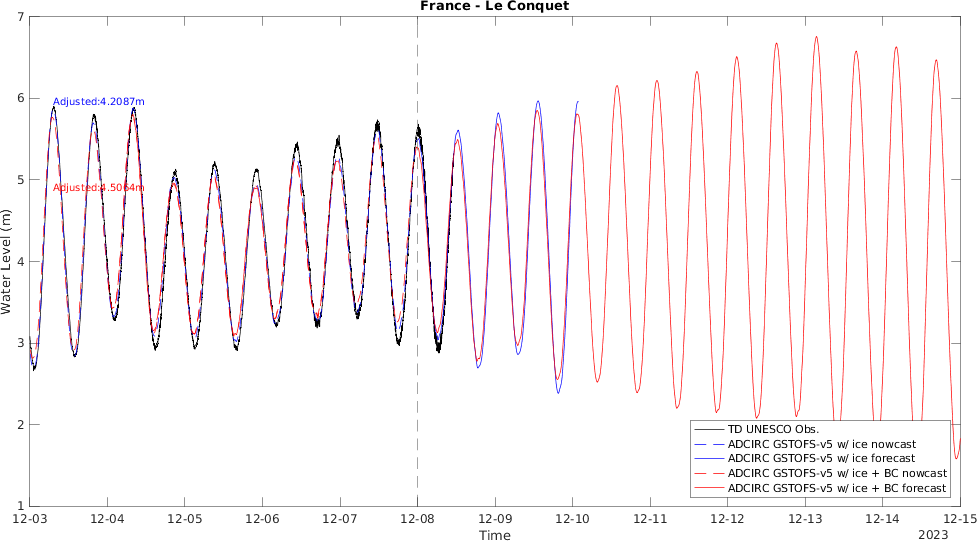 France - Le Conquet
7
6
5
4
3
2
1
Water Level (m)
Adjusted:4.2087m
Adjusted:4.5064m
TD UNESCO Obs.
ADCIRC GSTOFS-v5 w/ ice nowcast
ADCIRC GSTOFS-v5 w/ ice forecast
ADCIRC GSTOFS-v5 w/ ice + BC nowcast
ADCIRC GSTOFS-v5 w/ ice + BC forecast
12-03 12-04 12-05 12-06 12-07 12-08 12-09 12-10 12-11 12-12 12-13 12-14 12-15
Time
2023